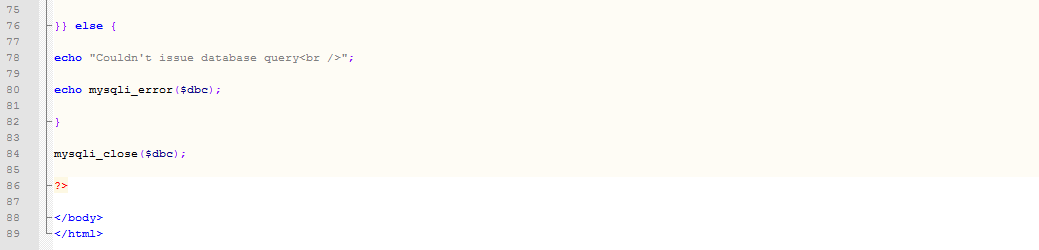 75
76 }} else {
77
78 echo "Couldn't issue database query<br />";
79
80 echo mysqli_error($dbc);
81
82 }
83
84 mysqli_close($dbc);
85
86 ?>
87
88 </body>
89 </html>